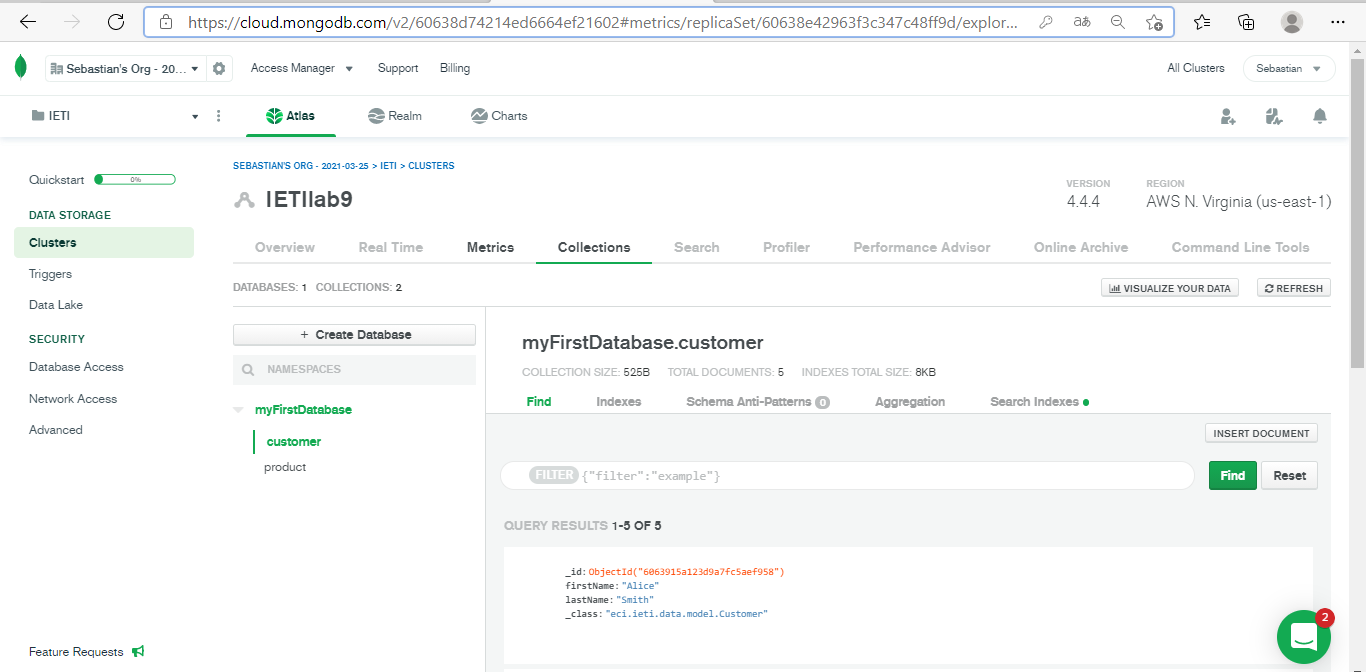 https://cloud.mongodb.com/v2/60638d74214ed6664ef21602#metrics/replicaSet/60638e42963f3c347c48ff9d/explor...
aあ
Sebastian's Org - 20...
Access Manager
Support
Billing
All Clusters
Sebastian
IETI
Atlas
Realm
Charts
Quickstart
0%
DATA STORAGE
Clusters
Triggers
Data Lake
SECURITY
Database Access
Network Access
Advanced
Feature Requests
SEBASTIAN'S ORG - 2021-03-25 > IETI > CLUSTERS
IETIlab9
VERSION
4.4.4
REGION
AWS N. Virginia (us-east-1)
Overview
Real Time
Metrics
Collections
Search
Profiler
Performance Advisor
Online Archive
Command Line Tools
DATABASES: 1 COLLECTIONS: 2
VISUALIZE YOUR DATA
REFRESH
+ Create Database
NAMESPACES
myFirstDatabase
customer
product
myFirstDatabase.customer
COLLECTION SIZE: 525B TOTAL DOCUMENTS: 5 INDEXES TOTAL SIZE: 8KB
Find
Indexes
Schema Anti-Patterns 0
Aggregation
Search Indexes
INSERT DOCUMENT
FILTER {"filter":"example"}
Find
Reset
QUERY RESULTS 1-5 OF 5
_id: ObjectId("6063915a123d9a7fc5aef958")
firstName: "Alice"
lastName: "Smith"
_class: "eci.ieti.data.model.Customer"
2